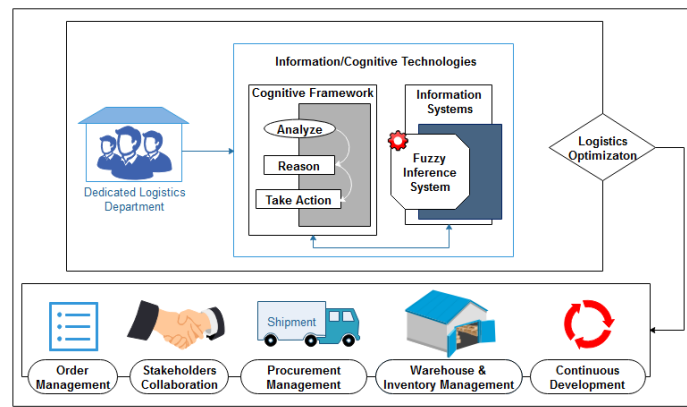 Information/Cognitive Technologies
Cognitive Framework
Analyze
Reason
Take Action
Information
Systems
Fuzzy
Inference
System
Dedicated Logistics
Department
Logistics
Optimizaton
Shipment
Order
Management
Stakeholders
Collaboration
Procurement
Management
Warehouse &
Inventory Management
Continuous
Development